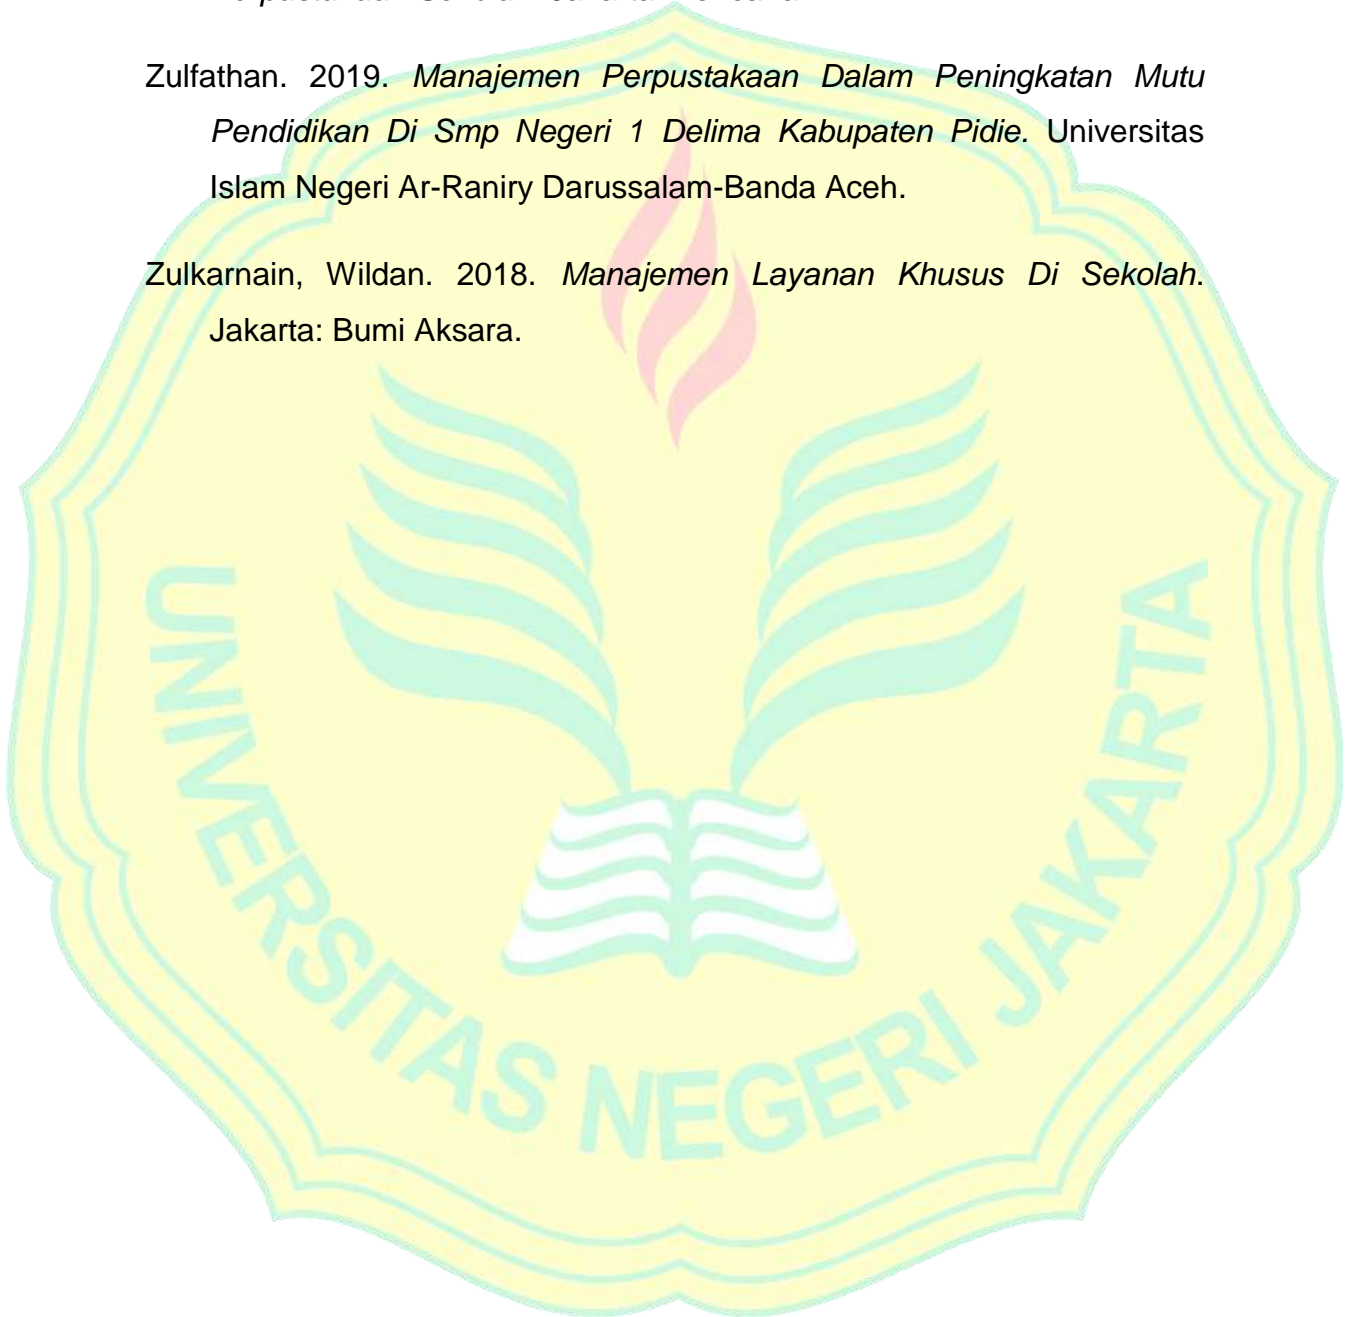 Zulfathan. 2019. Manajemen Perpustakaan Dalam Peningkatan Mutu
Pendidikan Di Smp Negeri 1 Delima Kabupaten Pidie. Universitas
Islam Negeri Ar-Raniry Darussalam-Banda Aceh.
Zulkarnain, Wildan. 2018. Manajemen Layanan Khusus Di Sekolah.
Jakarta: Bumi Aksara.
UNIVERSITAS NEGERI JAKARTA